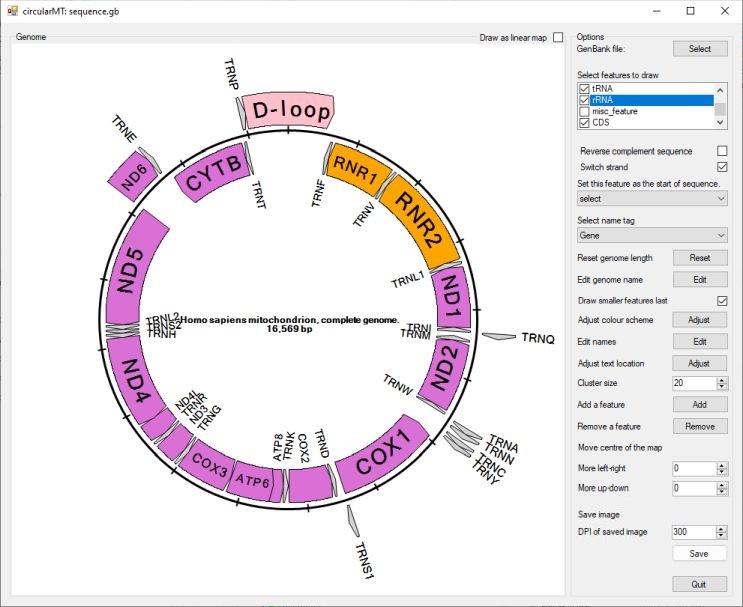 circularMT: sequence.gb
Genome
Draw as linear map
Options
GenBank file:
Select
Select features to draw
tRNA
rRNA
misc_feature
CDS
Reverse complement sequence
Switch strand
Set this feature as the start of sequence.
select
Select name tag
Gene
Reset genome length
Reset
Edit genome name
Edit
Draw smaller features last
Adjust colour scheme
Adjust
Edit names
Edit
Adjust text location
Adjust
Cluster size
20
Add a feature
Add
Remove a feature
Remove
Move centre of the map
More left-right
0
More up-down
0
Save image
DPI of saved image
300
Save
Quit
TRNP
D-loop
TRNE
ND6
CYTB
TRNT
TRNF
RNR1
TRNV
RNR2
TRNL1
ND1
TRNI
TRNM
TRNQ
ND2
TRNW
TRNA
TRNN
TRNC
TRNY
COX1
TRNS1
TRND
COX2
TRNK
ATP8
ATP6
COX3
TRNG
ND3
TRNR
ND4L
ND4
TRNH
TRNS2
TRNL2
ND5
Homo sapiens mitochondrion, complete genome.
16,569 bp